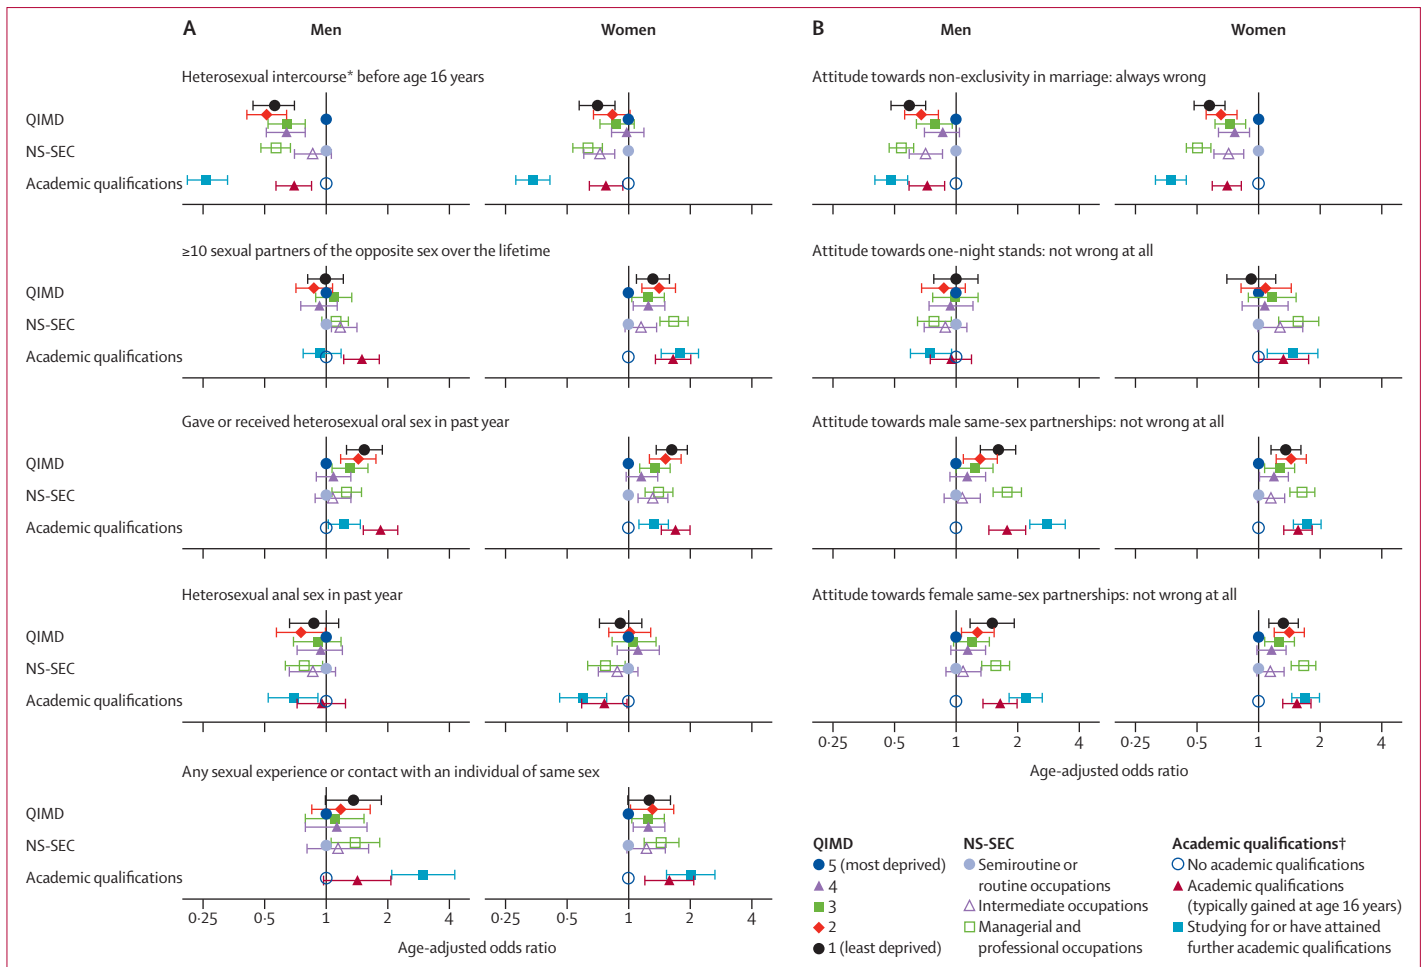 A
Men
Women
Heterosexual intercourse* before age 16 years
QIMD
NS-SEC
Academic qualifications
≥10 sexual partners of the opposite sex over the lifetime
QIMD
NS-SEC
Academic qualifications
Gave or received heterosexual oral sex in past year
QIMD
NS-SEC
Academic qualifications
Heterosexual anal sex in past year
QIMD
NS-SEC
Academic qualifications
Any sexual experience or contact with an individual of same sex
QIMD
NS-SEC
Academic qualifications
0·25 0·5 1 2 4
0·25 0·5 1 2 4
Age-adjusted odds ratio
B
Men
Women
Attitude towards non-exclusivity in marriage: always wrong
Attitude towards one-night stands: not wrong at all
Attitude towards male same-sex partnerships: not wrong at all
Attitude towards female same-sex partnerships: not wrong at all
0·25 0·5 1 2 4
0·25 0·5 1 2 4
Age-adjusted odds ratio
QIMD
5 (most deprived)
4
3
2
1 (least deprived)
NS-SEC
Semiroutine or
routine occupations
Intermediate occupations
Managerial and
professional occupations
Academic qualifications†
No academic qualifications
Academic qualifications
(typically gained at age 16 years)
Studying for or have attained
further academic qualifications